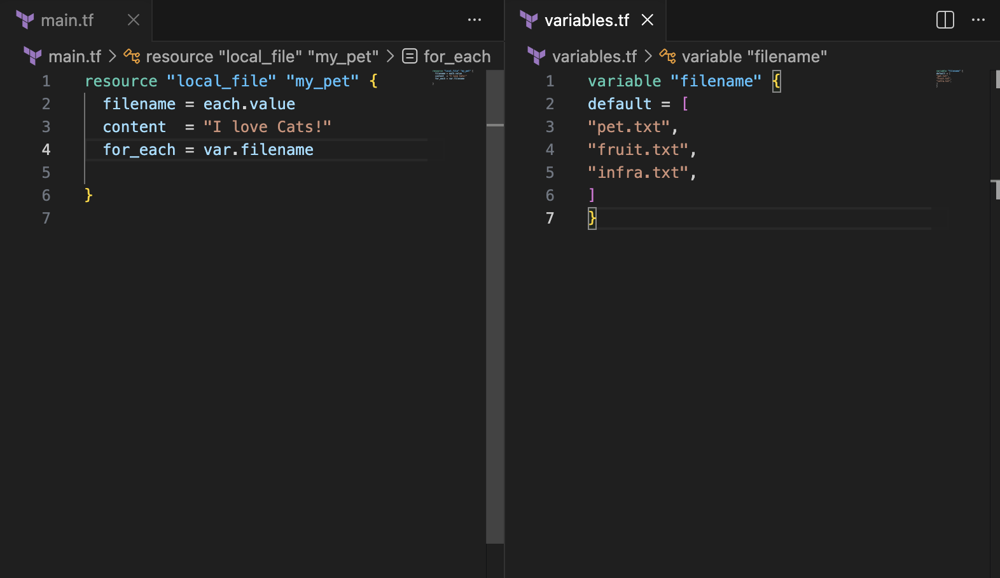 main.tf
main.tf > resource "local_file" "my_pet" > for_each
1 resource "local_file" "my_pet" {
2   filename = each.value
3   content  = "I love Cats!"
4   for_each = var.filename
5
6 }
7
variables.tf
variables.tf > variable "filename"
1 variable "filename" {
2 default = [
3 "pet.txt",
4 "fruit.txt",
5 "infra.txt",
6 ]
7 }